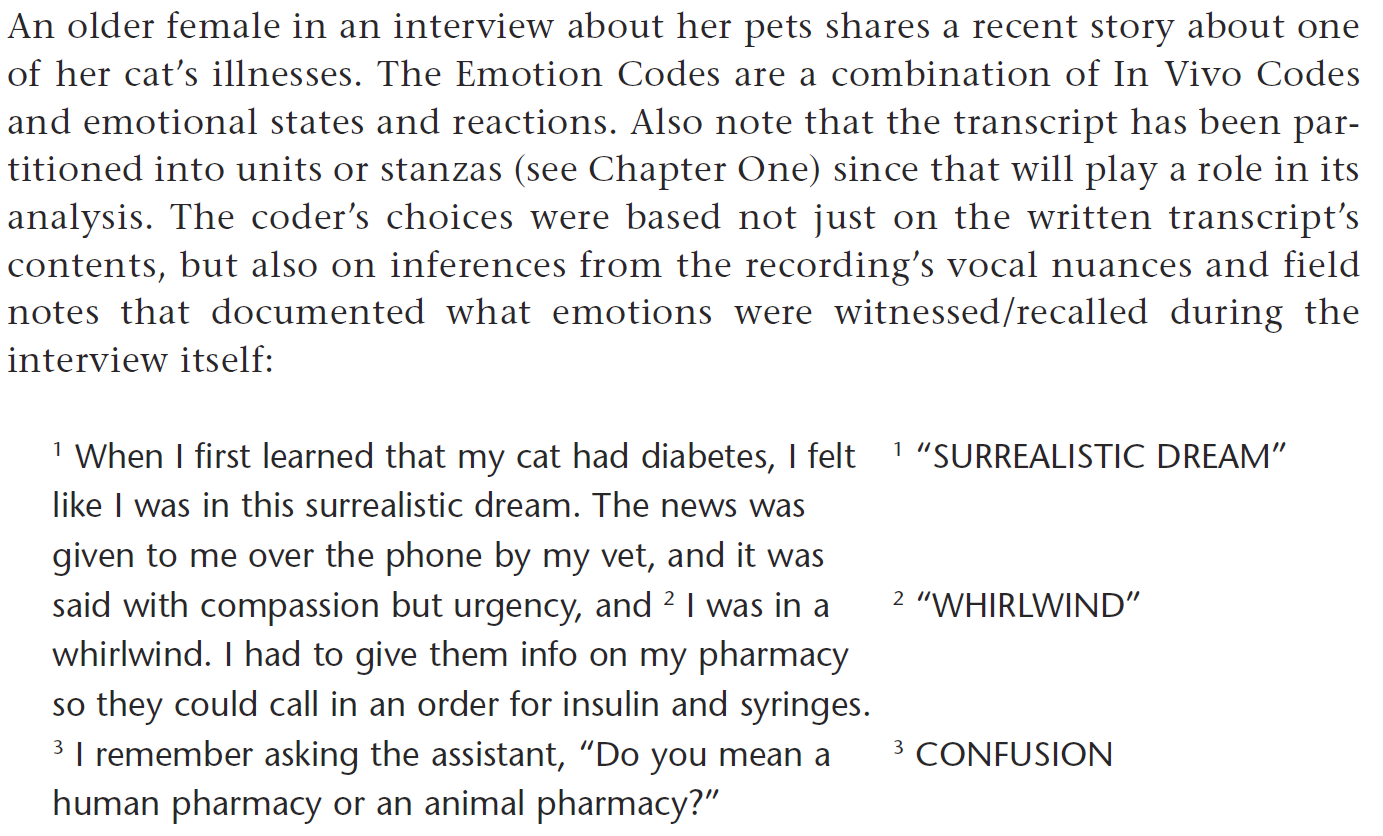 An older female in an interview about her pets shares a recent story about one
of her cat’s illnesses. The Emotion Codes are a combination of In Vivo Codes
and emotional states and reactions. Also note that the transcript has been par-
titioned into units or stanzas (see Chapter One) since that will play a role in its
analysis. The coder’s choices were based not just on the written transcript’s
contents, but also on inferences from the recording’s vocal nuances and field
notes that documented what emotions were witnessed/recalled during the
interview itself:
¹ When I first learned that my cat had diabetes, I felt ¹ “SURREALISTIC DREAM”
like I was in this surrealistic dream. The news was
given to me over the phone by my vet, and it was
said with compassion but urgency, and ² I was in a ² “WHIRLWIND”
whirlwind. I had to give them info on my pharmacy
so they could call in an order for insulin and syringes.
³ I remember asking the assistant, “Do you mean a ³ CONFUSION
human pharmacy or an animal pharmacy?”